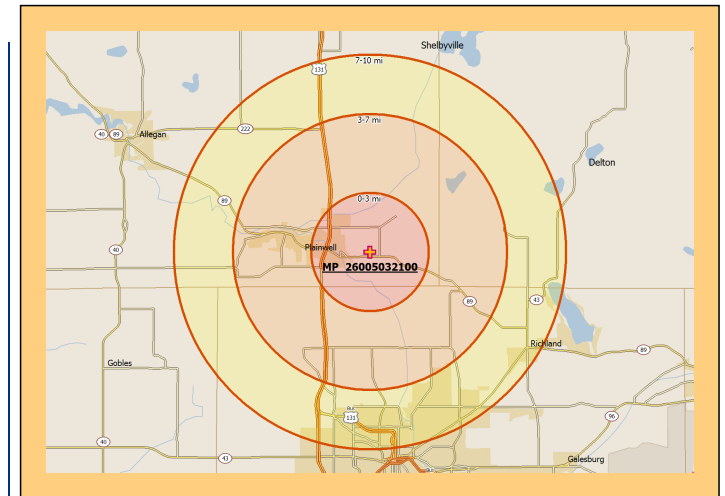 Shelbyville
7-10 mi
131
3-7 mi
40 89
Allegan
222
Delton
89
0-3 mi
Plainwell
40
MP_26005032100
89
43
Richland
89
Gobles
131
96
40
43
Galesburg